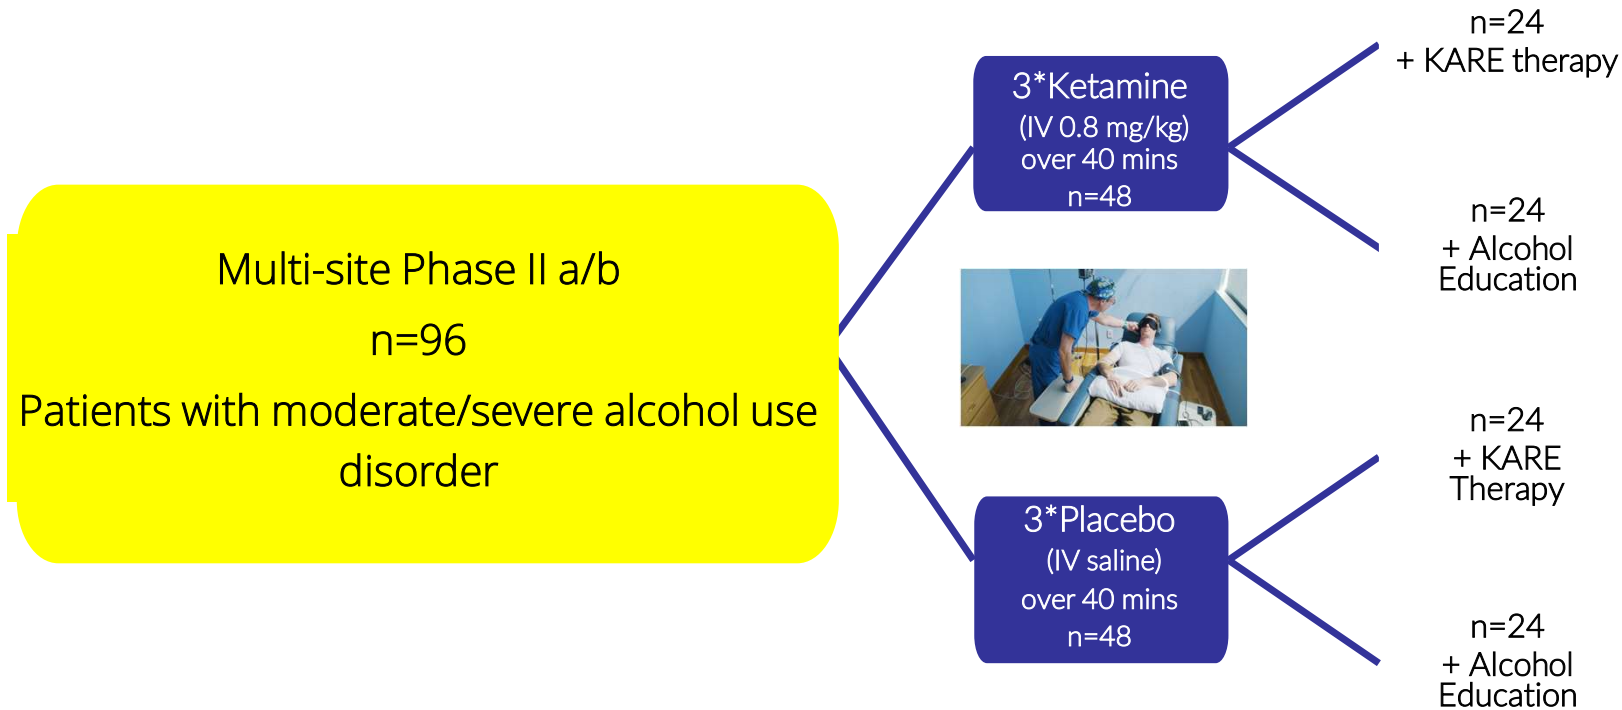 Multi-site Phase II a/b
n=96
Patients with moderate/severe alcohol use
disorder
3*Ketamine
(IV 0.8 mg/kg)
over 40 mins
n=48
3*Placebo
(IV saline)
over 40 mins
n=48
n=24
+ KARE therapy
n=24
+ Alcohol
Education
n=24
+ KARE
Therapy
n=24
+ Alcohol
Education